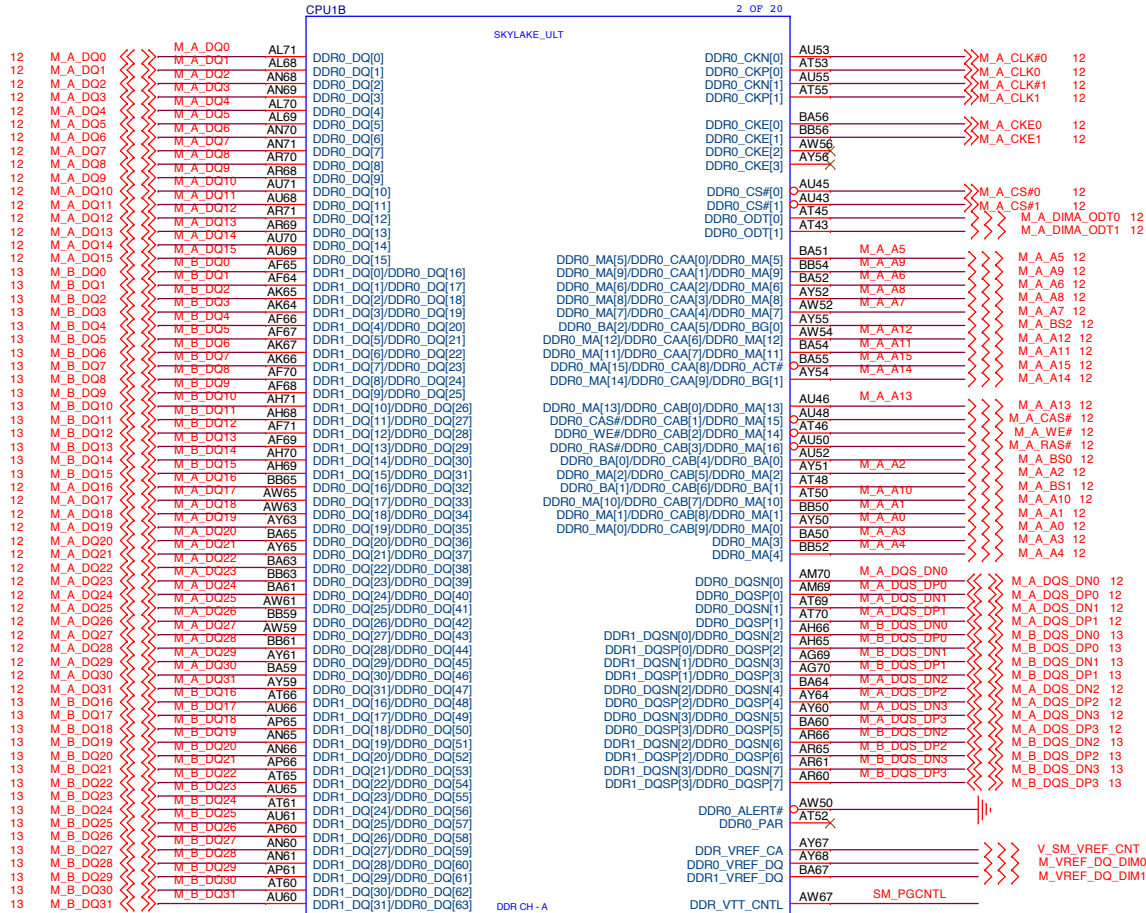 CPU1B
2 OF 20
SKYLAKE_ULT
12 M_A_DQ0 M_A_DQ0 AL71 DDR0_DQ[0]
12 M_A_DQ1 M_A_DQ1 AL68 DDR0_DQ[1]
12 M_A_DQ2 M_A_DQ2 AN68 DDR0_DQ[2]
12 M_A_DQ3 M_A_DQ3 AN69 DDR0_DQ[3]
12 M_A_DQ4 M_A_DQ4 AL70 DDR0_DQ[4]
12 M_A_DQ5 M_A_DQ5 AL69 DDR0_DQ[5]
12 M_A_DQ6 M_A_DQ6 AN70 DDR0_DQ[6]
12 M_A_DQ7 M_A_DQ7 AN71 DDR0_DQ[7]
12 M_A_DQ8 M_A_DQ8 AR70 DDR0_DQ[8]
12 M_A_DQ9 M_A_DQ9 AR68 DDR0_DQ[9]
12 M_A_DQ10 M_A_DQ10 AU71 DDR0_DQ[10]
12 M_A_DQ11 M_A_DQ11 AU68 DDR0_DQ[11]
12 M_A_DQ12 M_A_DQ12 AR71 DDR0_DQ[12]
12 M_A_DQ13 M_A_DQ13 AR69 DDR0_DQ[13]
12 M_A_DQ14 M_A_DQ14 AU70 DDR0_DQ[14]
12 M_A_DQ15 M_A_DQ15 AU69 DDR0_DQ[15]
13 M_B_DQ0 M_B_DQ0 AF65 DDR1_DQ[0]/DDR0_DQ[16]
13 M_B_DQ1 M_B_DQ1 AF64 DDR1_DQ[1]/DDR0_DQ[17]
13 M_B_DQ2 M_B_DQ2 AK65 DDR1_DQ[2]/DDR0_DQ[18]
13 M_B_DQ3 M_B_DQ3 AK64 DDR1_DQ[3]/DDR0_DQ[19]
13 M_B_DQ4 M_B_DQ4 AF66 DDR1_DQ[4]/DDR0_DQ[20]
13 M_B_DQ5 M_B_DQ5 AF67 DDR1_DQ[5]/DDR0_DQ[21]
13 M_B_DQ6 M_B_DQ6 AK67 DDR1_DQ[6]/DDR0_DQ[22]
13 M_B_DQ7 M_B_DQ7 AK66 DDR1_DQ[7]/DDR0_DQ[23]
13 M_B_DQ8 M_B_DQ8 AF70 DDR1_DQ[8]/DDR0_DQ[24]
13 M_B_DQ9 M_B_DQ9 AF68 DDR1_DQ[9]/DDR0_DQ[25]
13 M_B_DQ10 M_B_DQ10 AH71 DDR1_DQ[10]/DDR0_DQ[26]
13 M_B_DQ11 M_B_DQ11 AH68 DDR1_DQ[11]/DDR0_DQ[27]
13 M_B_DQ12 M_B_DQ12 AF71 DDR1_DQ[12]/DDR0_DQ[28]
13 M_B_DQ13 M_B_DQ13 AF69 DDR1_DQ[13]/DDR0_DQ[29]
13 M_B_DQ14 M_B_DQ14 AH70 DDR1_DQ[14]/DDR0_DQ[30]
13 M_B_DQ15 M_B_DQ15 AH69 DDR1_DQ[15]/DDR0_DQ[31]
12 M_A_DQ16 M_A_DQ16 BB65 DDR0_DQ[16]/DDR0_DQ[32]
12 M_A_DQ17 M_A_DQ17 AW65 DDR0_DQ[17]/DDR0_DQ[33]
12 M_A_DQ18 M_A_DQ18 AW63 DDR0_DQ[18]/DDR0_DQ[34]
12 M_A_DQ19 M_A_DQ19 AY63 DDR0_DQ[19]/DDR0_DQ[35]
12 M_A_DQ20 M_A_DQ20 BA65 DDR0_DQ[20]/DDR0_DQ[36]
12 M_A_DQ21 M_A_DQ21 AY65 DDR0_DQ[21]/DDR0_DQ[37]
12 M_A_DQ22 M_A_DQ22 BA63 DDR0_DQ[22]/DDR0_DQ[38]
12 M_A_DQ23 M_A_DQ23 BB63 DDR0_DQ[23]/DDR0_DQ[39]
12 M_A_DQ24 M_A_DQ24 BA61 DDR0_DQ[24]/DDR0_DQ[40]
12 M_A_DQ25 M_A_DQ25 AW61 DDR0_DQ[25]/DDR0_DQ[41]
12 M_A_DQ26 M_A_DQ26 BB59 DDR0_DQ[26]/DDR0_DQ[42]
12 M_A_DQ27 M_A_DQ27 AW59 DDR0_DQ[27]/DDR0_DQ[43]
12 M_A_DQ28 M_A_DQ28 BB61 DDR0_DQ[28]/DDR0_DQ[44]
12 M_A_DQ29 M_A_DQ29 AY61 DDR0_DQ[29]/DDR0_DQ[45]
12 M_A_DQ30 M_A_DQ30 BA59 DDR0_DQ[30]/DDR0_DQ[46]
12 M_A_DQ31 M_A_DQ31 AY59 DDR0_DQ[31]/DDR0_DQ[47]
13 M_B_DQ16 M_B_DQ16 AT66 DDR1_DQ[16]/DDR0_DQ[48]
13 M_B_DQ17 M_B_DQ17 AU66 DDR1_DQ[17]/DDR0_DQ[49]
13 M_B_DQ18 M_B_DQ18 AP65 DDR1_DQ[18]/DDR0_DQ[50]
13 M_B_DQ19 M_B_DQ19 AN65 DDR1_DQ[19]/DDR0_DQ[51]
13 M_B_DQ20 M_B_DQ20 AN66 DDR1_DQ[20]/DDR0_DQ[52]
13 M_B_DQ21 M_B_DQ21 AP66 DDR1_DQ[21]/DDR0_DQ[53]
13 M_B_DQ22 M_B_DQ22 AT65 DDR1_DQ[22]/DDR0_DQ[54]
13 M_B_DQ23 M_B_DQ23 AU65 DDR1_DQ[23]/DDR0_DQ[55]
13 M_B_DQ24 M_B_DQ24 AT61 DDR1_DQ[24]/DDR0_DQ[56]
13 M_B_DQ25 M_B_DQ25 AU61 DDR1_DQ[25]/DDR0_DQ[57]
13 M_B_DQ26 M_B_DQ26 AP60 DDR1_DQ[26]/DDR0_DQ[58]
13 M_B_DQ27 M_B_DQ27 AN60 DDR1_DQ[27]/DDR0_DQ[59]
13 M_B_DQ28 M_B_DQ28 AN61 DDR1_DQ[28]/DDR0_DQ[60]
13 M_B_DQ29 M_B_DQ29 AP61 DDR1_DQ[29]/DDR0_DQ[61]
13 M_B_DQ30 M_B_DQ30 AT60 DDR1_DQ[30]/DDR0_DQ[62]
13 M_B_DQ31 M_B_DQ31 AU60 DDR1_DQ[31]/DDR0_DQ[63]
DDR0_CKN[0] AU53 M_A_CLK#0 12
DDR0_CKP[0] AT53 M_A_CLK0 12
DDR0_CKN[1] AU55 M_A_CLK#1 12
DDR0_CKP[1] AT55 M_A_CLK1 12
DDR0_CKE[0] BA56 M_A_CKE0 12
DDR0_CKE[1] BB56 M_A_CKE1 12
DDR0_CKE[2] AW56
DDR0_CKE[3] AY56
DDR0_CS#[0] AU45 M_A_CS#0 12
DDR0_CS#[1] AU43 M_A_CS#1 12
DDR0_ODT[0] AT45 M_A_DIMA_ODT0 12
DDR0_ODT[1] AT43 M_A_DIMA_ODT1 12
DDR0_MA[5]/DDR0_CAA[0]/DDR0_MA[5] BA51 M_A_A5 M_A_A5 12
DDR0_MA[9]/DDR0_CAA[1]/DDR0_MA[9] BB54 M_A_A9 M_A_A9 12
DDR0_MA[6]/DDR0_CAA[2]/DDR0_MA[6] BA52 M_A_A6 M_A_A6 12
DDR0_MA[8]/DDR0_CAA[3]/DDR0_MA[8] AY52 M_A_A8 M_A_A8 12
DDR0_MA[7]/DDR0_CAA[4]/DDR0_MA[7] AW52 M_A_A7 M_A_A7 12
DDR0_BA[2]/DDR0_CAA[5]/DDR0_BG[0] AY55 M_A_BS2 12
DDR0_MA[12]/DDR0_CAA[6]/DDR0_MA[12] AW54 M_A_A12 M_A_A12 12
DDR0_MA[11]/DDR0_CAA[7]/DDR0_MA[11] BA54 M_A_A11 M_A_A11 12
DDR0_MA[15]/DDR0_CAA[8]/DDR0_ACT# BA55 M_A_A15 M_A_A15 12
DDR0_MA[14]/DDR0_CAA[9]/DDR0_BG[1] AY54 M_A_A14 M_A_A14 12
DDR0_MA[13]/DDR0_CAB[0]/DDR0_MA[13] AU46 M_A_A13 M_A_A13 12
DDR0_CAS#/DDR0_CAB[1]/DDR0_MA[15] AU48 M_A_CAS# 12
DDR0_WE#/DDR0_CAB[2]/DDR0_MA[14] AT46 M_A_WE# 12
DDR0_RAS#/DDR0_CAB[3]/DDR0_MA[16] AU50 M_A_RAS# 12
DDR0_BA[0]/DDR0_CAB[4]/DDR0_BA[0] AU52 M_A_BS0 12
DDR0_MA[2]/DDR0_CAB[5]/DDR0_MA[2] AY51 M_A_A2 M_A_A2 12
DDR0_BA[1]/DDR0_CAB[6]/DDR0_BA[1] AT48 M_A_BS1 12
DDR0_MA[10]/DDR0_CAB[7]/DDR0_MA[10] AT50 M_A_A10 M_A_A10 12
DDR0_MA[1]/DDR0_CAB[8]/DDR0_MA[1] BB50 M_A_A1 M_A_A1 12
DDR0_MA[0]/DDR0_CAB[9]/DDR0_MA[0] AY50 M_A_A0 M_A_A0 12
DDR0_MA[3] BA50 M_A_A3 M_A_A3 12
DDR0_MA[4] BB52 M_A_A4 M_A_A4 12
DDR0_DQSN[0] AM70 M_A_DQS_DN0 M_A_DQS_DN0 12
DDR0_DQSP[0] AM69 M_A_DQS_DP0 M_A_DQS_DP0 12
DDR0_DQSN[1] AT69 M_A_DQS_DN1 M_A_DQS_DN1 12
DDR0_DQSP[1] AT70 M_A_DQS_DP1 M_A_DQS_DP1 12
DDR1_DQSN[0]/DDR0_DQSN[2] AH66 M_B_DQS_DN0 M_B_DQS_DN0 13
DDR1_DQSP[0]/DDR0_DQSP[2] AH65 M_B_DQS_DP0 M_B_DQS_DP0 13
DDR1_DQSN[1]/DDR0_DQSN[3] AG69 M_B_DQS_DN1 M_B_DQS_DN1 13
DDR1_DQSP[1]/DDR0_DQSP[3] AG70 M_B_DQS_DP1 M_B_DQS_DP1 13
DDR0_DQSN[2]/DDR0_DQSN[4] BA64 M_A_DQS_DN2 M_A_DQS_DN2 12
DDR0_DQSP[2]/DDR0_DQSP[4] AY64 M_A_DQS_DP2 M_A_DQS_DP2 12
DDR0_DQSN[3]/DDR0_DQSN[5] AY60 M_A_DQS_DN3 M_A_DQS_DN3 12
DDR0_DQSP[3]/DDR0_DQSP[5] BA60 M_A_DQS_DP3 M_A_DQS_DP3 12
DDR1_DQSN[2]/DDR0_DQSN[6] AR66 M_B_DQS_DN2 M_B_DQS_DN2 13
DDR1_DQSP[2]/DDR0_DQSP[6] AR65 M_B_DQS_DP2 M_B_DQS_DP2 13
DDR1_DQSN[3]/DDR0_DQSN[7] AR61 M_B_DQS_DN3 M_B_DQS_DN3 13
DDR1_DQSP[3]/DDR0_DQSP[7] AR60 M_B_DQS_DP3 M_B_DQS_DP3 13
DDR0_ALERT# AW50
DDR0_PAR AT52
DDR_VREF_CA AY67 V_SM_VREF_CNT
DDR0_VREF_DQ AY68 M_VREF_DQ_DIM0
DDR1_VREF_DQ BA67 M_VREF_DQ_DIM1
DDR_VTT_CNTL AW67 SM_PGCNTL
DDR CH - A